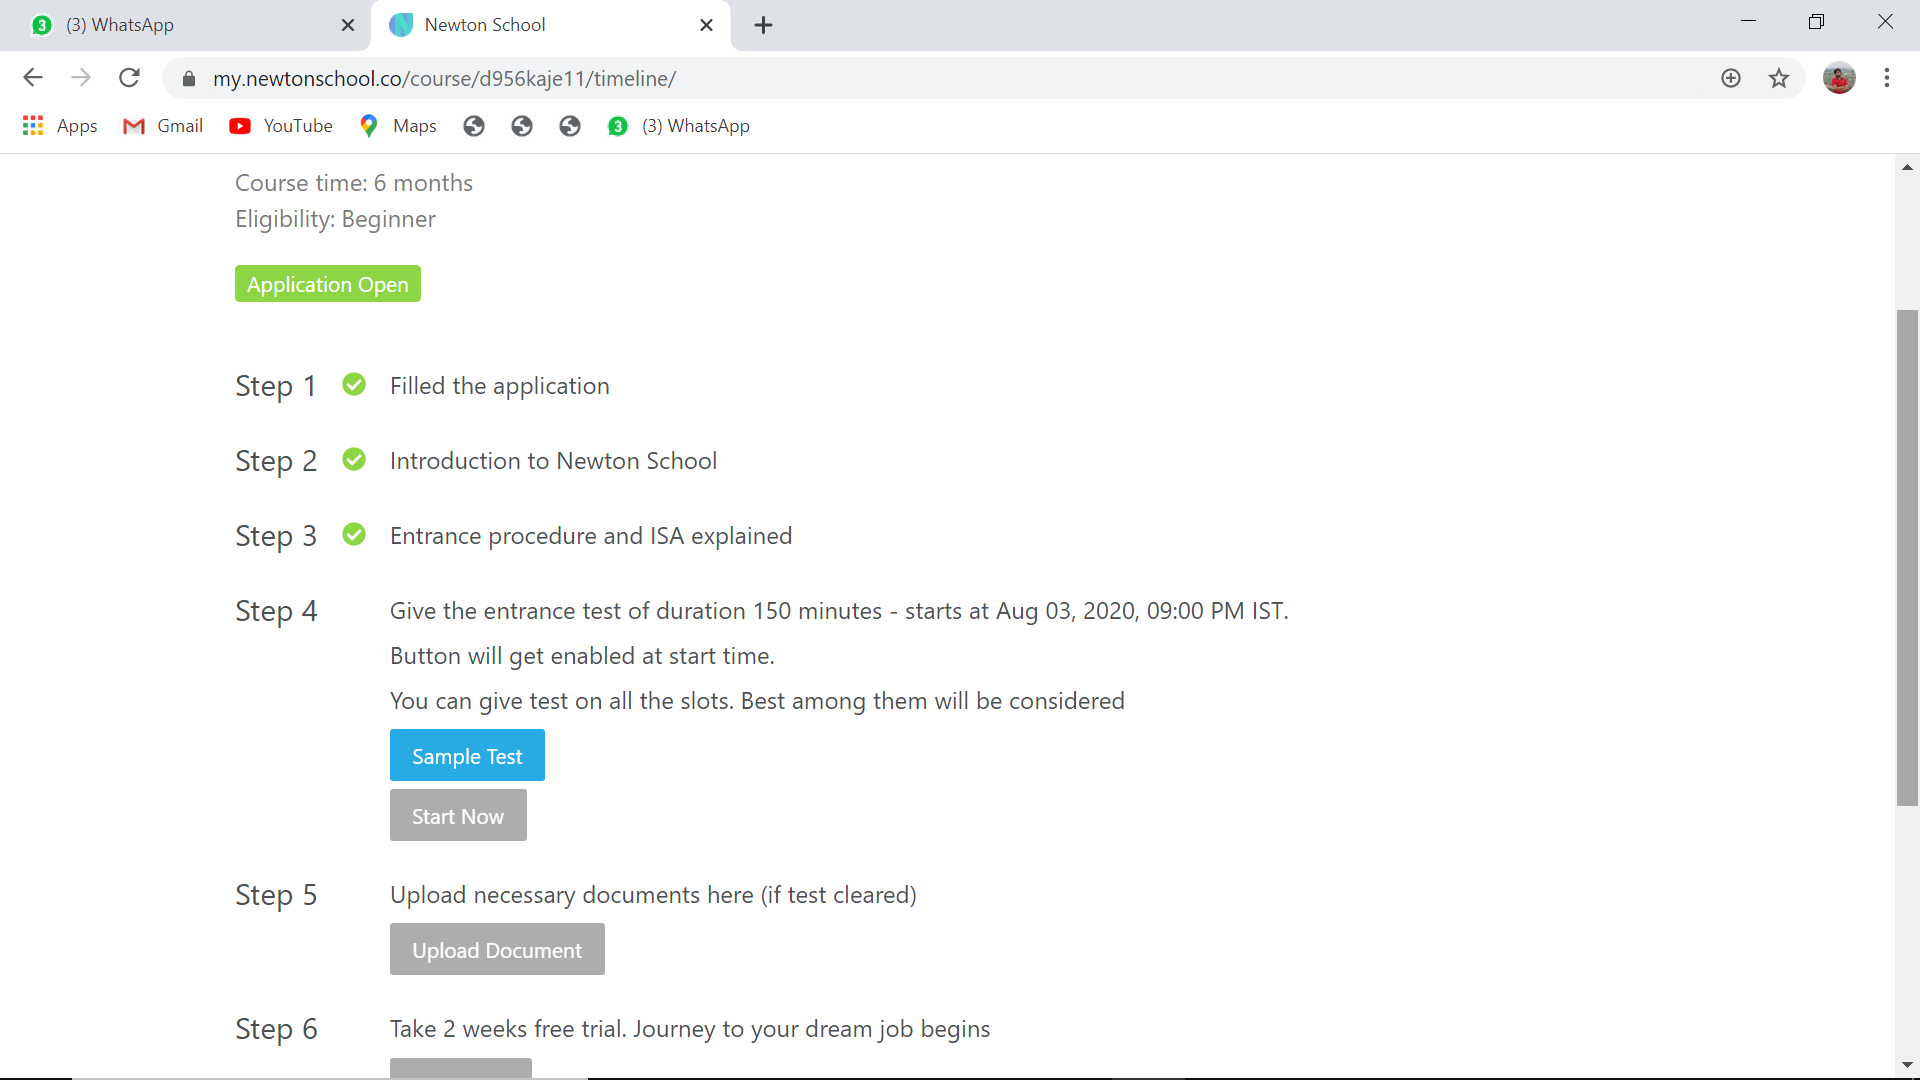 3 (3) WhatsApp
Newton School
my.newtonschool.co/course/d956kaje11/timeline/
Apps
Gmail
YouTube
Maps
3 (3) WhatsApp
Course time: 6 months
Eligibility: Beginner
Application Open
Step 1 Filled the application
Step 2 Introduction to Newton School
Step 3 Entrance procedure and ISA explained
Step 4 Give the entrance test of duration 150 minutes - starts at Aug 03, 2020, 09:00 PM IST.
Button will get enabled at start time.
You can give test on all the slots. Best among them will be considered
Sample Test
Start Now
Step 5 Upload necessary documents here (if test cleared)
Upload Document
Step 6 Take 2 weeks free trial. Journey to your dream job begins